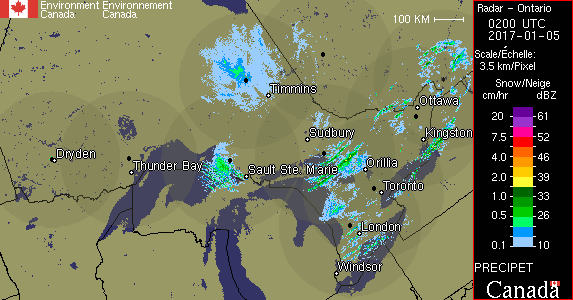 Environment Environnement
Canada Canada
100 KM
Radar - Ontario
0200 UTC
2017-01-05
Scale/Échelle:
3.5 km/Pixel
Snow/Neige
cm/hr dBZ
20 61
7.5 52
4.0 46
2.0 39
1.0 33
0.5 26
0.1 10
PRECIPET
Canada
Timmins
Ottawa
Sudbury
Kingston
Dryden
Thunder Bay
Sault Ste. Marie
Orillia
Toronto
London
Windsor